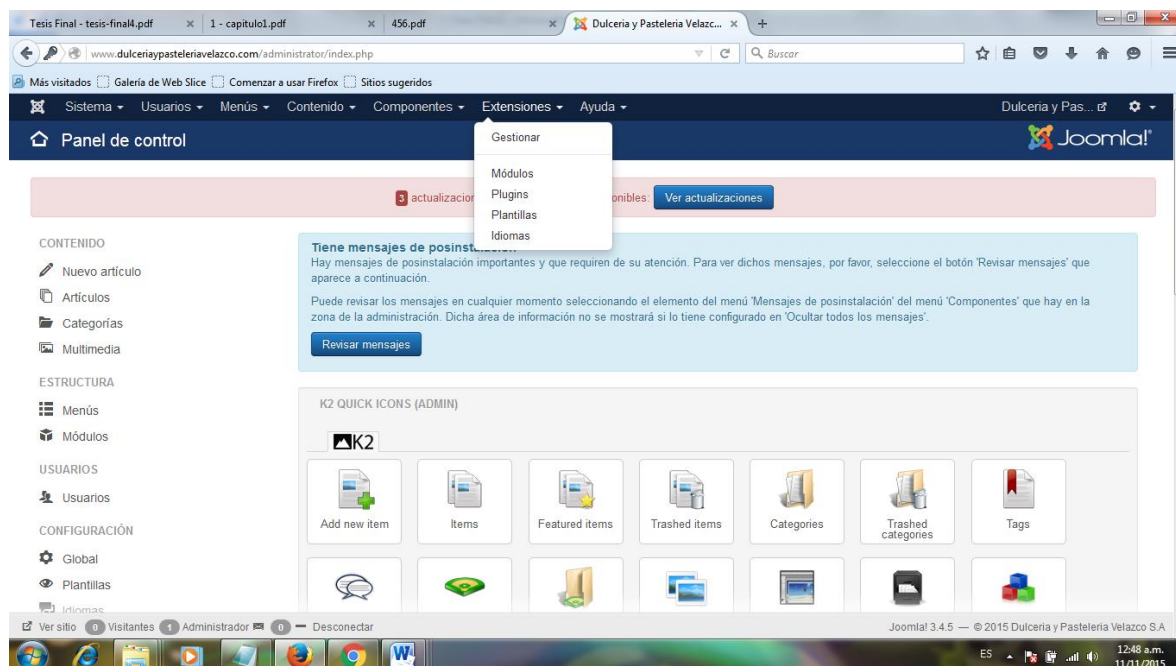 Tesis Final - tesis-final4.pdf × 1 - capitulo1.pdf × 456.pdf × Dulceria y Pasteleria Velazc... × +
www.dulceriaypasteleriavelazco.com/administrator/index.php Buscar
Más visitados Galería de Web Slice Comenzar a usar Firefox Sitios sugeridos
Sistema Usuarios Menús Contenido Componentes Extensiones Ayuda Dulceria y Pas...
Panel de control Joomla!
Gestionar
Módulos
Plugins
Plantillas
Idiomas
3 onibles: Ver actualizaciones
CONTENIDO
Nuevo artículo
Artículos
Categorías
Multimedia
ESTRUCTURA
Menús
Módulos
USUARIOS
Usuarios
CONFIGURACIÓN
Global
Plantillas
Idiomas
Tiene mensajes de posinstalación
Hay mensajes de posinstalación importantes y que requiren de su atención. Para ver dichos mensajes, por favor, seleccione el botón 'Revisar mensajes' que
aparece a continuación.
Puede revisar los mensajes en cualquier momento seleccionando el elemento del menú 'Mensajes de posinstalación' del menú 'Componentes' que hay en la
zona de la administración. Dicha área de información no se mostrará si lo tiene configurado en 'Ocultar todos los mensajes'.
Revisar mensajes
K2 QUICK ICONS (ADMIN)
K2
Add new item Items Featured items Trashed items Categories Trashed categories Tags
Ver sitio 0 Visitantes 1 Administrador 0 Desconectar Joomla! 3.4.5 — © 2015 Dulceria y Pasteleria Velazco S.A
ES 12:48 a.m.